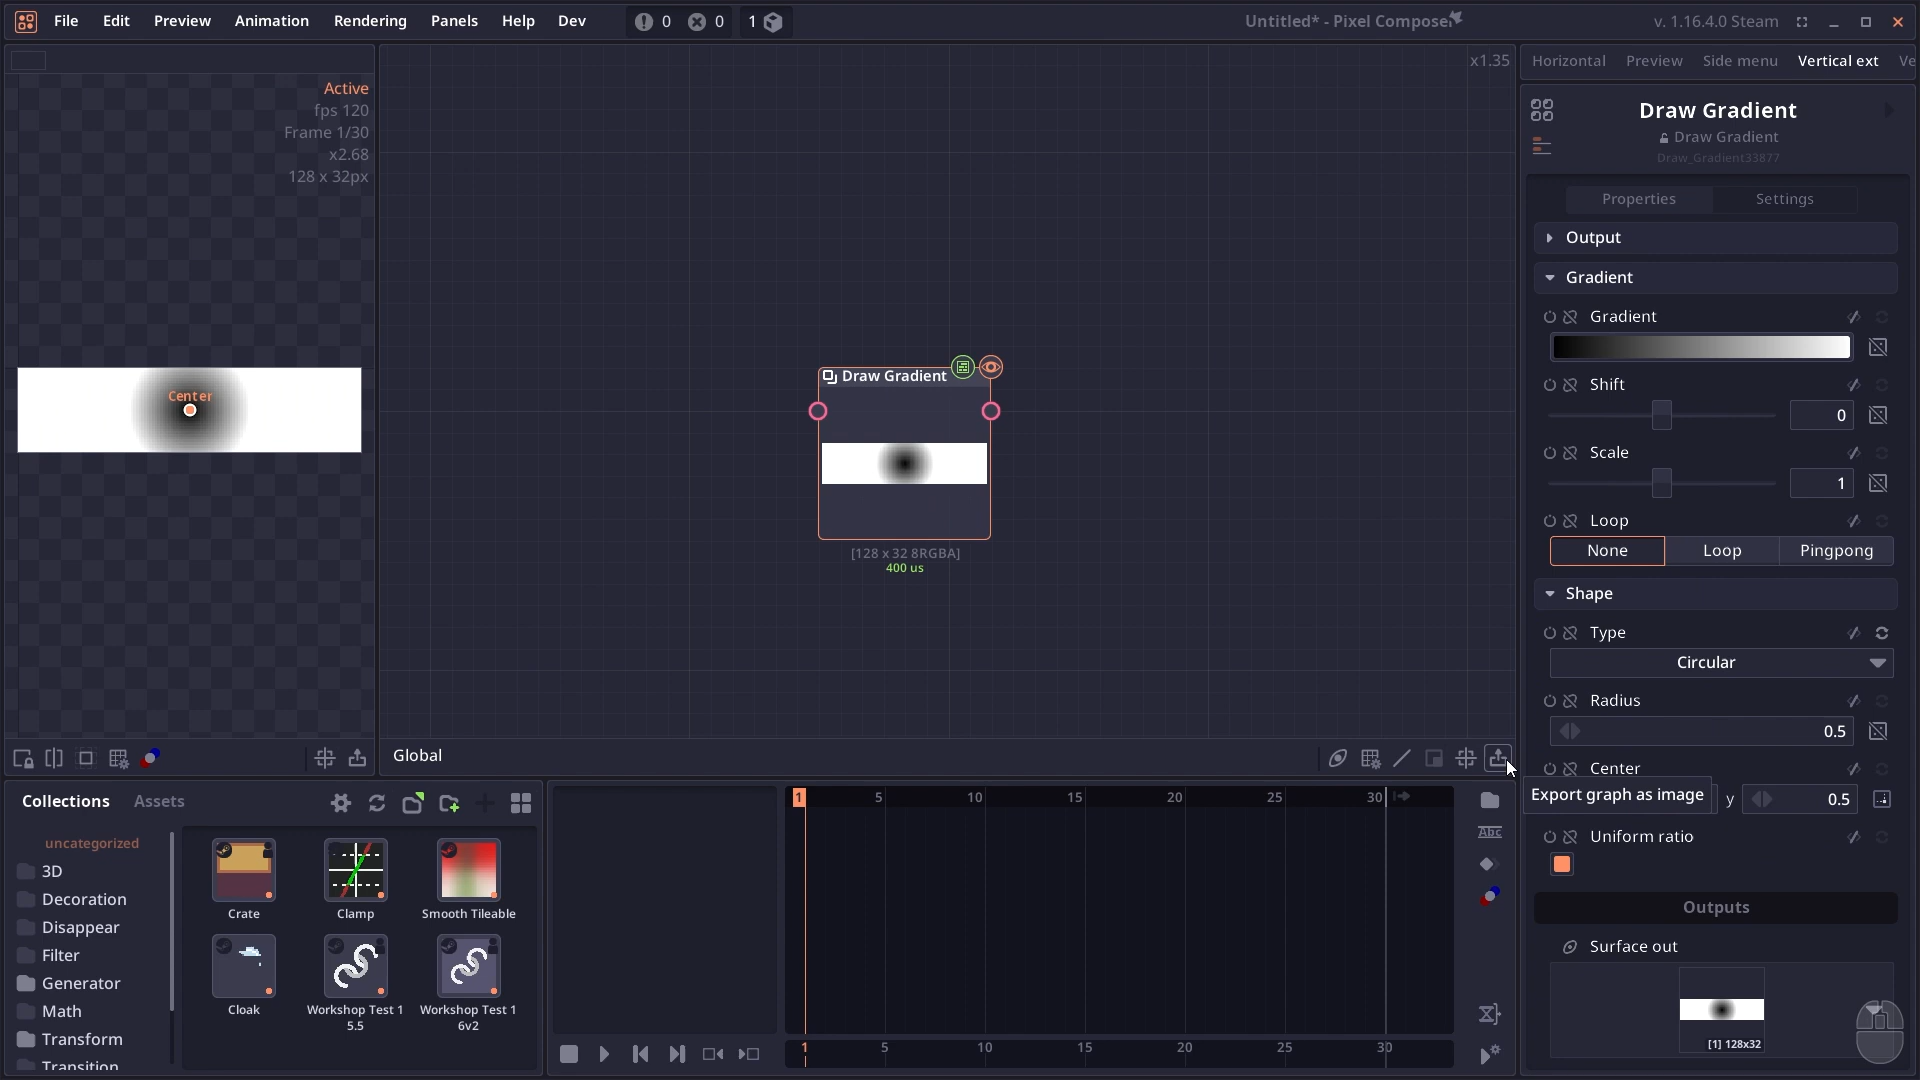 File Edit Preview Animation Rendering Panels Help Dev 0 0 1 Untitled* - Pixel Composer v. 1.16.4.0 Steam
Active
fps 120
Frame 1/30
x2.68
128 x 32px
Center
x1.35
Draw Gradient
[128 x 32 8RGBA]
400 us
Global
Horizontal Preview Side menu Vertical ext Ve
Draw Gradient
Draw Gradient
Draw_Gradient33877
Properties Settings
Output
Gradient
Gradient
Shift
0
Scale
1
Loop
None Loop Pingpong
Shape
Type
Circular
Radius
0.5
Center
Export graph as image
y 0.5
Uniform ratio
Outputs
Surface out
[1] 128x32
Collections Assets
uncategorized
3D
Decoration
Disappear
Filter
Generator
Math
Transform
Transition
Crate Clamp Smooth Tileable
Cloak Workshop Test 1 Workshop Test 1
5.5 6v2
1 5 10 15 20 25 30
Abc
1 5 10 15 20 25 30